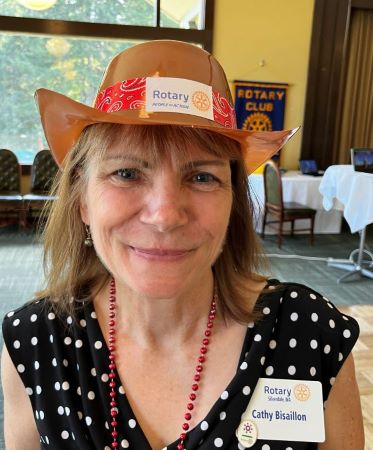 Rotary
PEOPLE of ACTION
ROTARY
CLUB
Rotary
Cathy Bisaillon